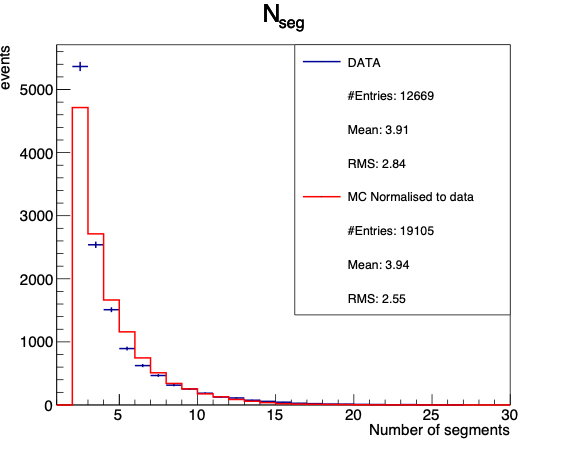 Nseg
events
5000
4000
3000
2000
1000
0
5
10
15
20
25
30
Number of segments
DATA
#Entries: 12669
Mean: 3.91
RMS: 2.84
MC Normalised to data
#Entries: 19105
Mean: 3.94
RMS: 2.55